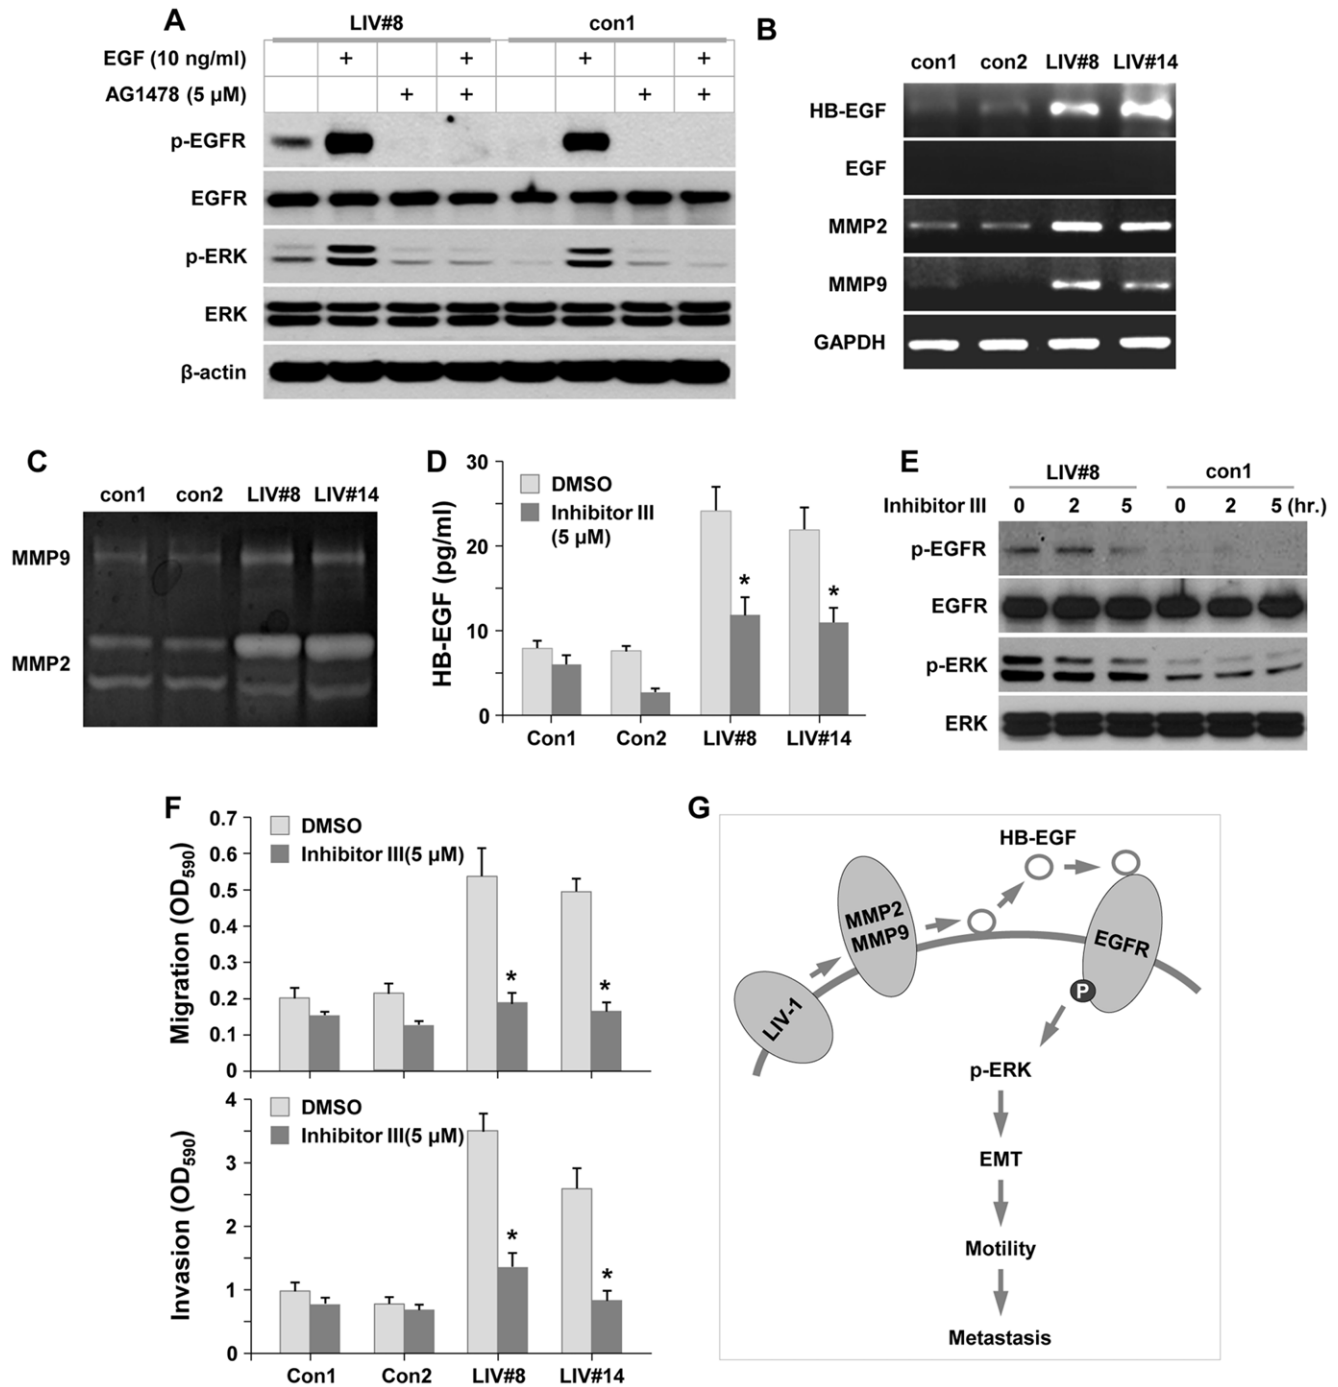 A
LIV#8 con1
EGF (10 ng/ml) + + + +
AG1478 (5 µM) + + + +
p-EGFR
EGFR
p-ERK
ERK
β-actin
B
con1 con2 LIV#8 LIV#14
HB-EGF
EGF
MMP2
MMP9
GAPDH
C
con1 con2 LIV#8 LIV#14
MMP9
MMP2
D
HB-EGF (pg/ml)
30
20
10
0
DMSO
Inhibitor III
(5 µM)
*
*
Con1 Con2 LIV#8 LIV#14
E
LIV#8 con1
Inhibitor III 0 2 5 0 2 5 (hr.)
p-EGFR
EGFR
p-ERK
ERK
F
Migration (OD590)
0.7
0.6
0.5
0.4
0.3
0.2
0.1
0
DMSO
Inhibitor III(5 µM)
*
*
Invasion (OD590)
4
3
2
1
0
DMSO
Inhibitor III(5 µM)
*
*
Con1 Con2 LIV#8 LIV#14
G
HB-EGF
MMP2
MMP9
EGFR
LIV-1
P
p-ERK
EMT
Motility
Metastasis